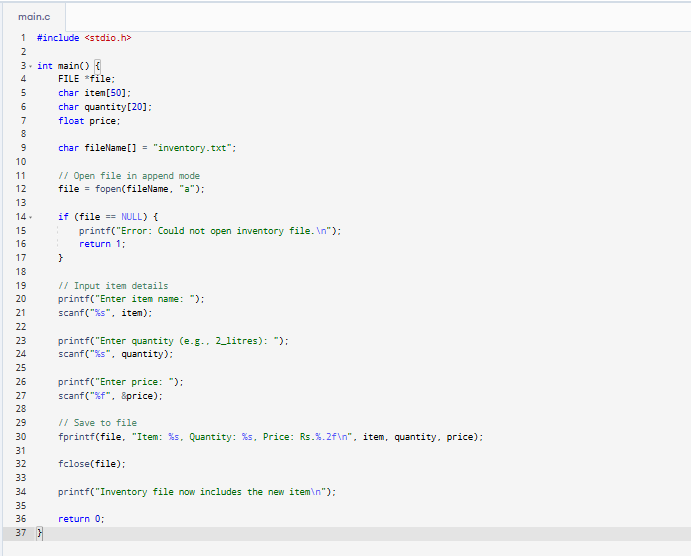 main.c
1 #include <stdio.h>
2
3 int main() {
4     FILE *file;
5     char item[50];
6     char quantity[20];
7     float price;
8
9     char fileName[] = "inventory.txt";
10
11     // Open file in append mode
12     file = fopen(fileName, "a");
13
14     if (file == NULL) {
15         printf("Error: Could not open inventory file.\n");
16         return 1;
17     }
18
19     // Input item details
20     printf("Enter item name: ");
21     scanf("%s", item);
22
23     printf("Enter quantity (e.g., 2_litres): ");
24     scanf("%s", quantity);
25
26     printf("Enter price: ");
27     scanf("%f", &price);
28
29     // Save to file
30     fprintf(file, "Item: %s, Quantity: %s, Price: Rs.%.2f\n", item, quantity, price);
31
32     fclose(file);
33
34     printf("Inventory file now includes the new item\n");
35
36     return 0;
37 }